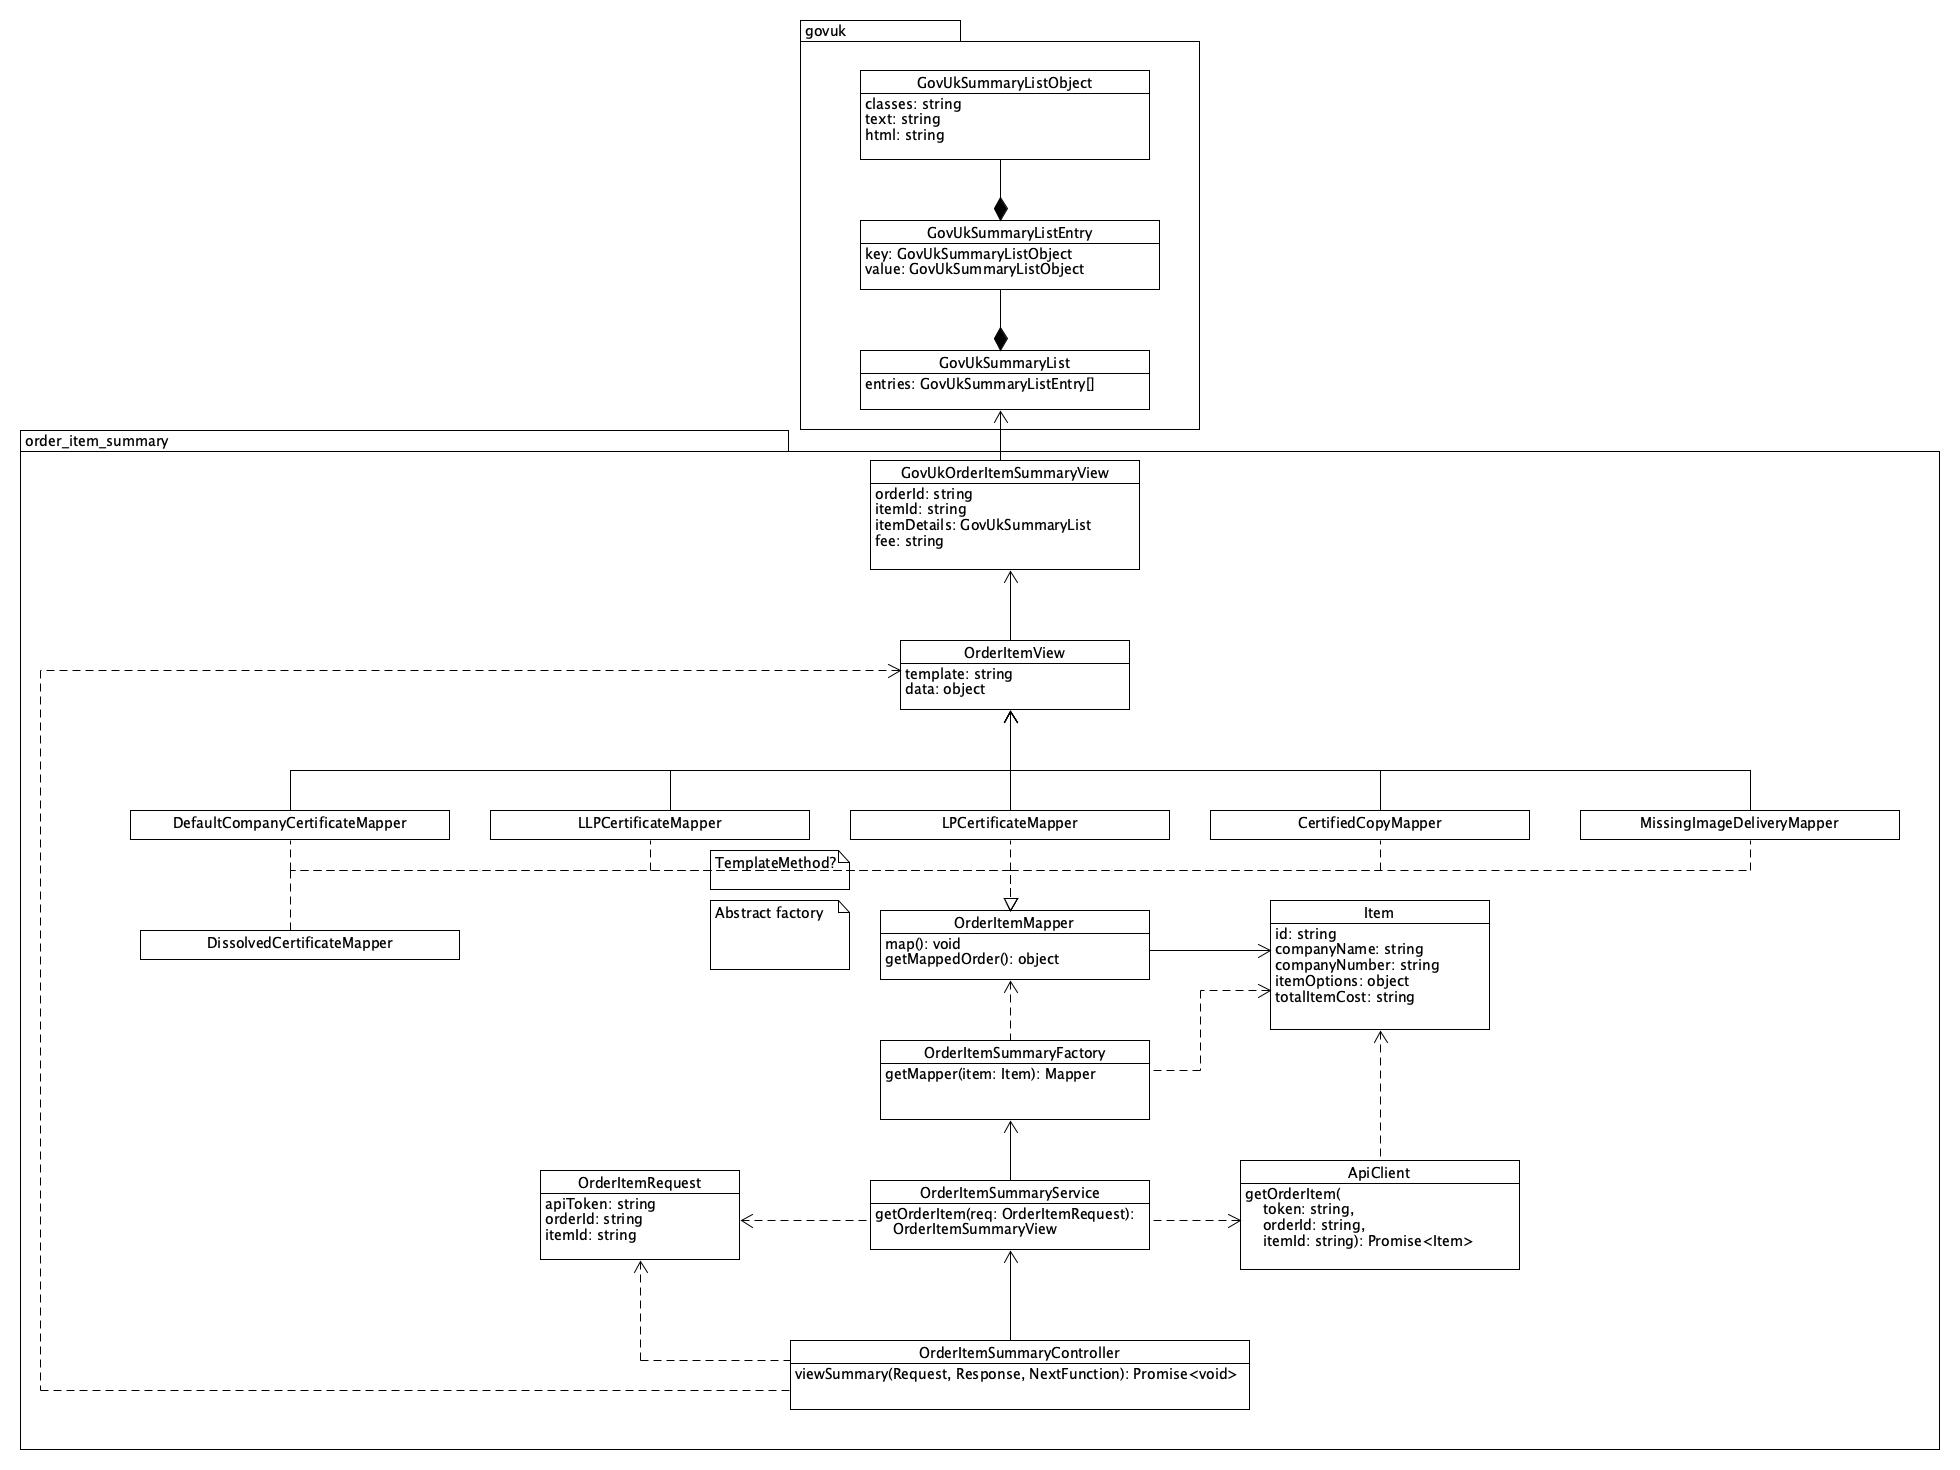 govuk
GovUkSummaryListObject
classes: string
text: string
html: string
GovUkSummaryListEntry
key: GovUkSummaryListObject
value: GovUkSummaryListObject
GovUkSummaryList
entries: GovUkSummaryListEntry[]
order_item_summary
GovUkOrderItemSummaryView
orderId: string
itemId: string
itemDetails: GovUkSummaryList
fee: string
OrderItemView
template: string
data: object
DefaultCompanyCertificateMapper
LLPCertificateMapper
LPCertificateMapper
CertifiedCopyMapper
MissingImageDeliveryMapper
TemplateMethod?
Abstract factory
DissolvedCertificateMapper
OrderItemMapper
map(): void
getMappedOrder(): object
Item
id: string
companyName: string
companyNumber: string
itemOptions: object
totalItemCost: string
OrderItemSummaryFactory
getMapper(item: Item): Mapper
OrderItemRequest
apiToken: string
orderId: string
itemId: string
OrderItemSummaryService
getOrderItem(req: OrderItemRequest):
OrderItemSummaryView
ApiClient
getOrderItem(
token: string,
orderId: string,
itemId: string): Promise<Item>
OrderItemSummaryController
viewSummary(Request, Response, NextFunction): Promise<void>